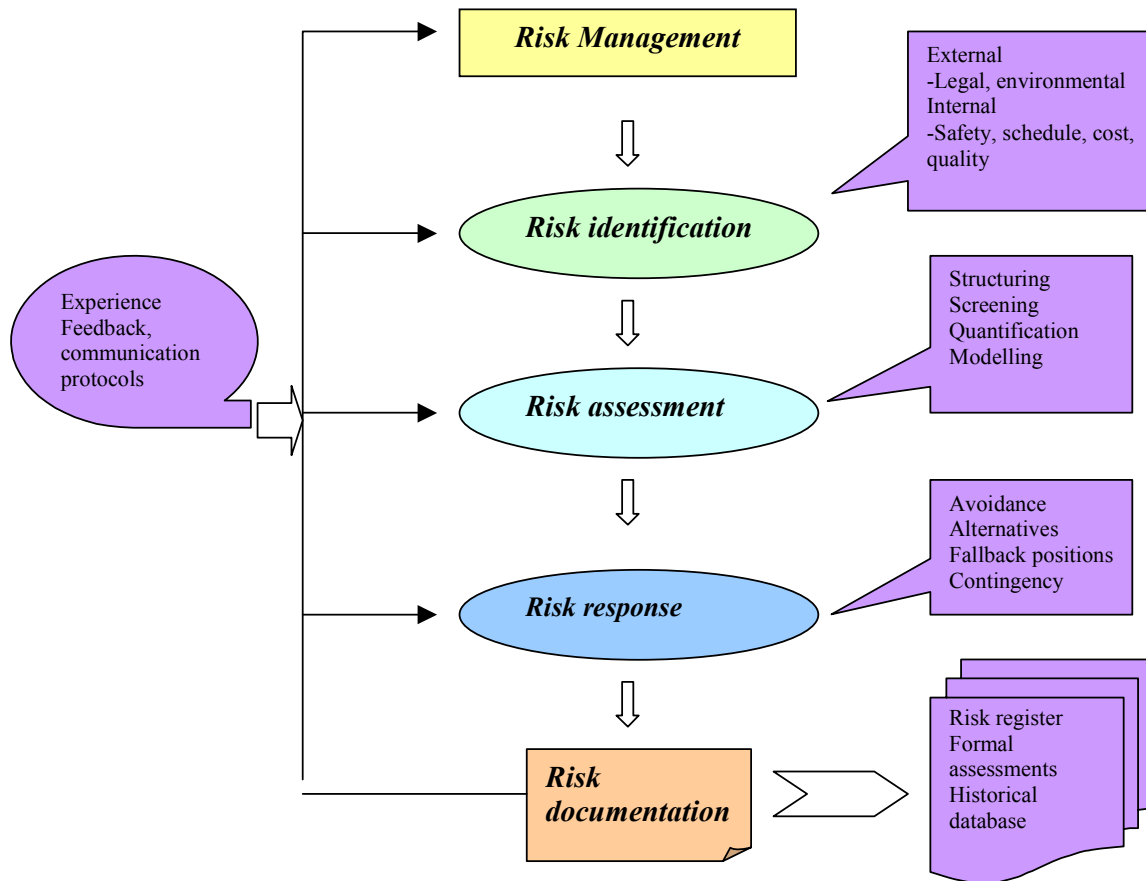 Risk Management
External
-Legal, environmental
Internal
-Safety, schedule, cost,
quality
Risk identification
Experience
Feedback,
communication
protocols
Structuring
Screening
Quantification
Modelling
Risk assessment
Avoidance
Alternatives
Fallback positions
Contingency
Risk response
Risk
documentation
Risk register
Formal
assessments
Historical
database